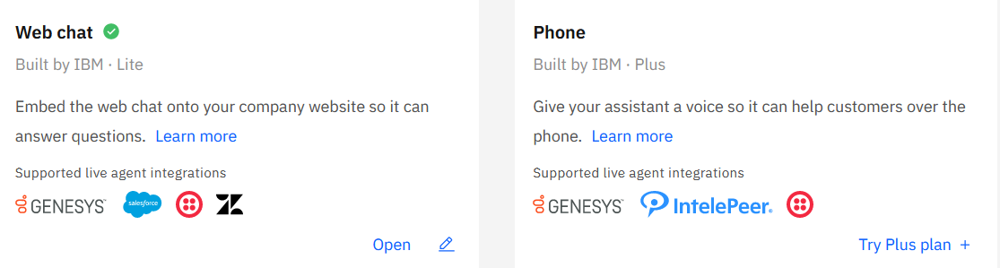 Web chat
Built by IBM · Lite
Embed the web chat onto your company website so it can
answer questions. Learn more
Supported live agent integrations
GENESYS™ salesforce
Open
Phone
Built by IBM · Plus
Give your assistant a voice so it can help customers over the
phone. Learn more
Supported live agent integrations
GENESYS™ IntelePeer®
Try Plus plan +